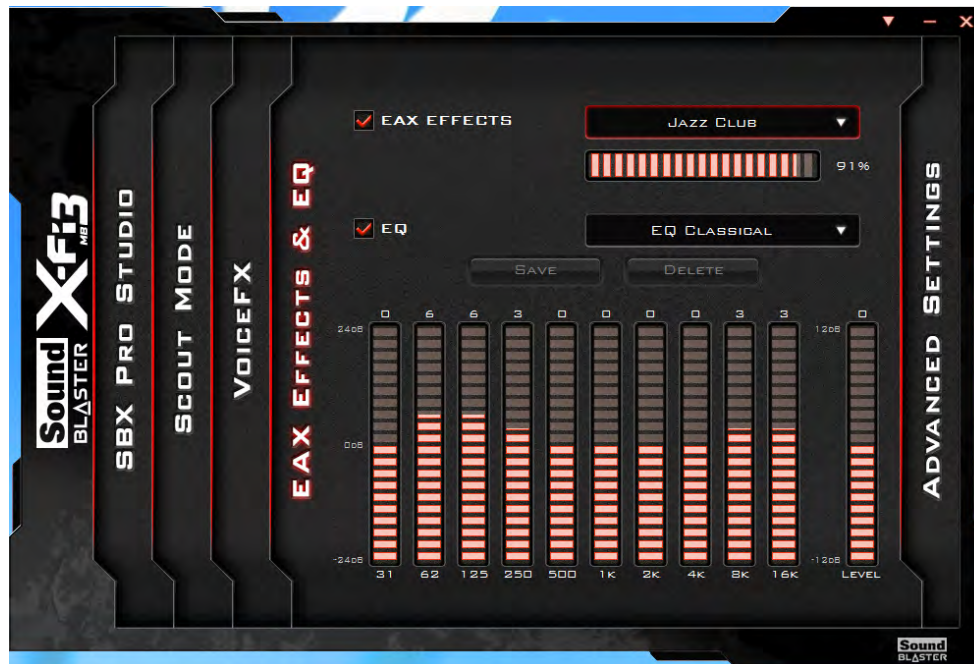 Sound
BLASTER
X-Fi3
MB
SBX PRO STUDIO
SCOUT MODE
VOICEFX
EAX EFFECTS & EQ
EAX EFFECTS
JAZZ CLUB
91%
EQ
EQ CLASSICAL
SAVE
DELETE
0 6 6 3 0 0 0 0 3 3 0
24DB 12DB
0DB
-24DB -12DB
31 62 125 250 500 1K 2K 4K 8K 16K LEVEL
ADVANCED SETTINGS
Sound
BLASTER